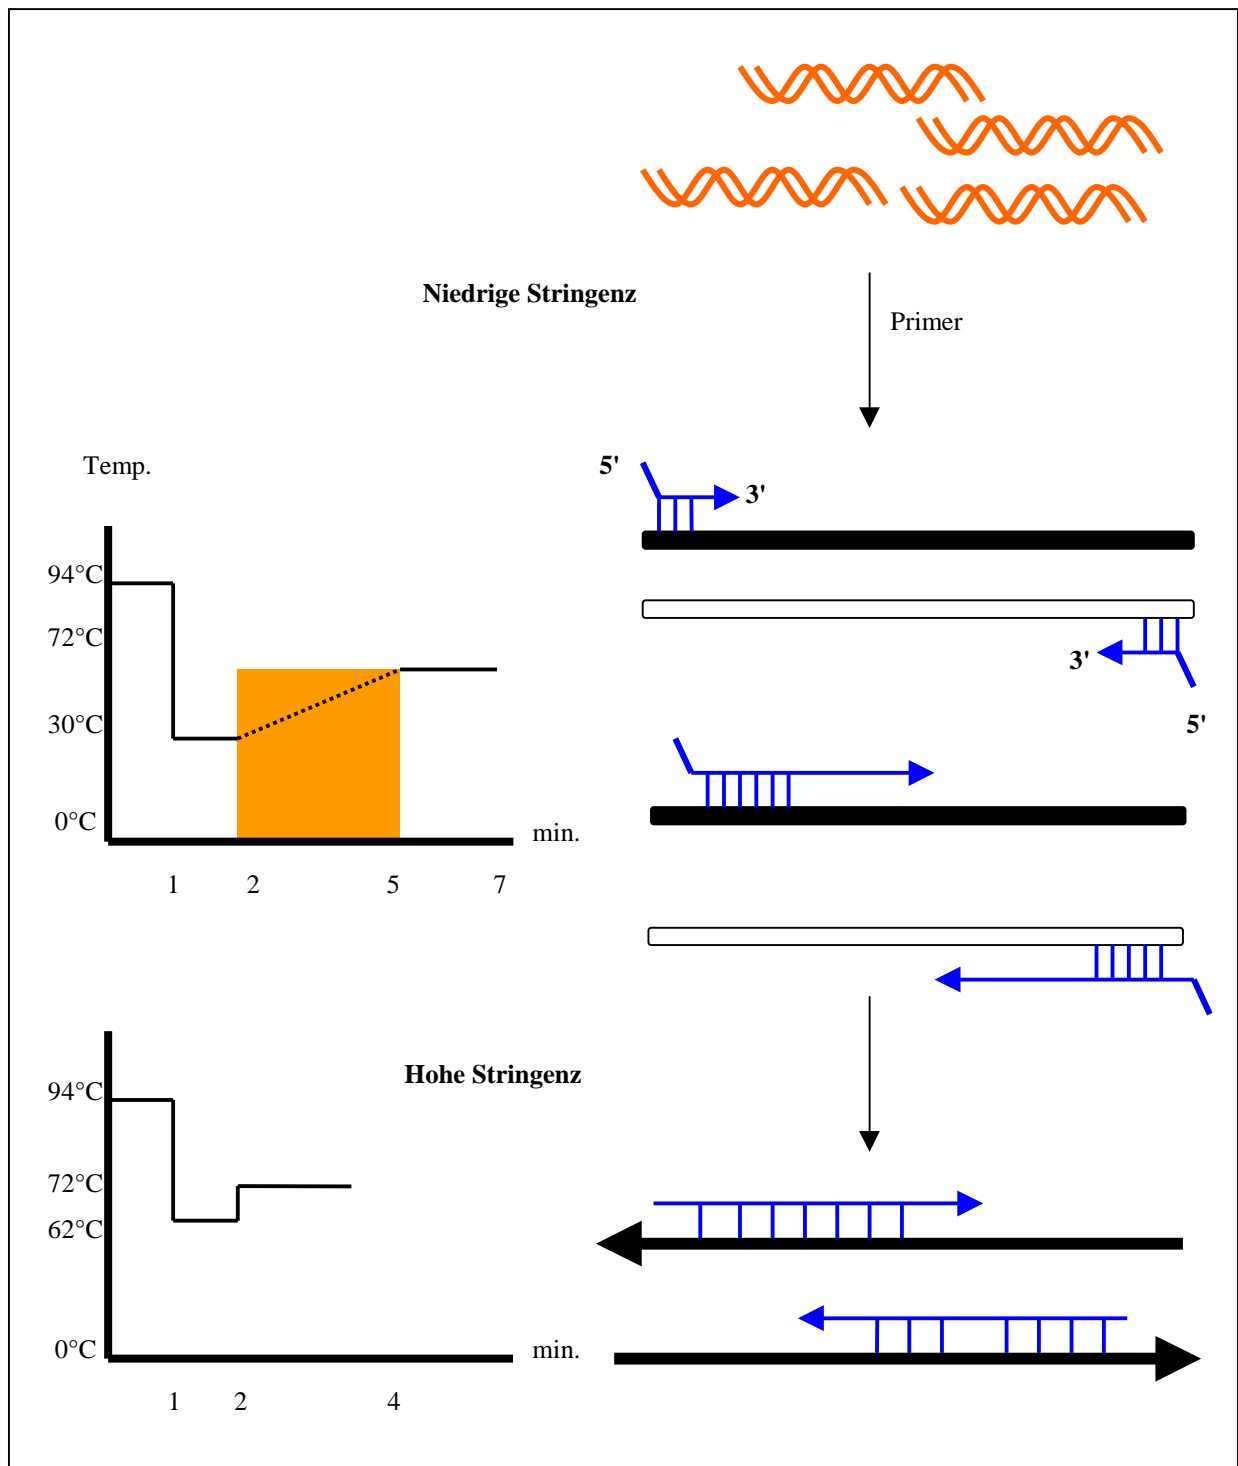 Niedrige Stringenz
Primer
Temp.
5'
3'
94°C
72°C
3'
30°C
5'
0°C
min.
1 2 5 7
Hohe Stringenz
94°C
72°C
62°C
0°C
min.
1 2 4